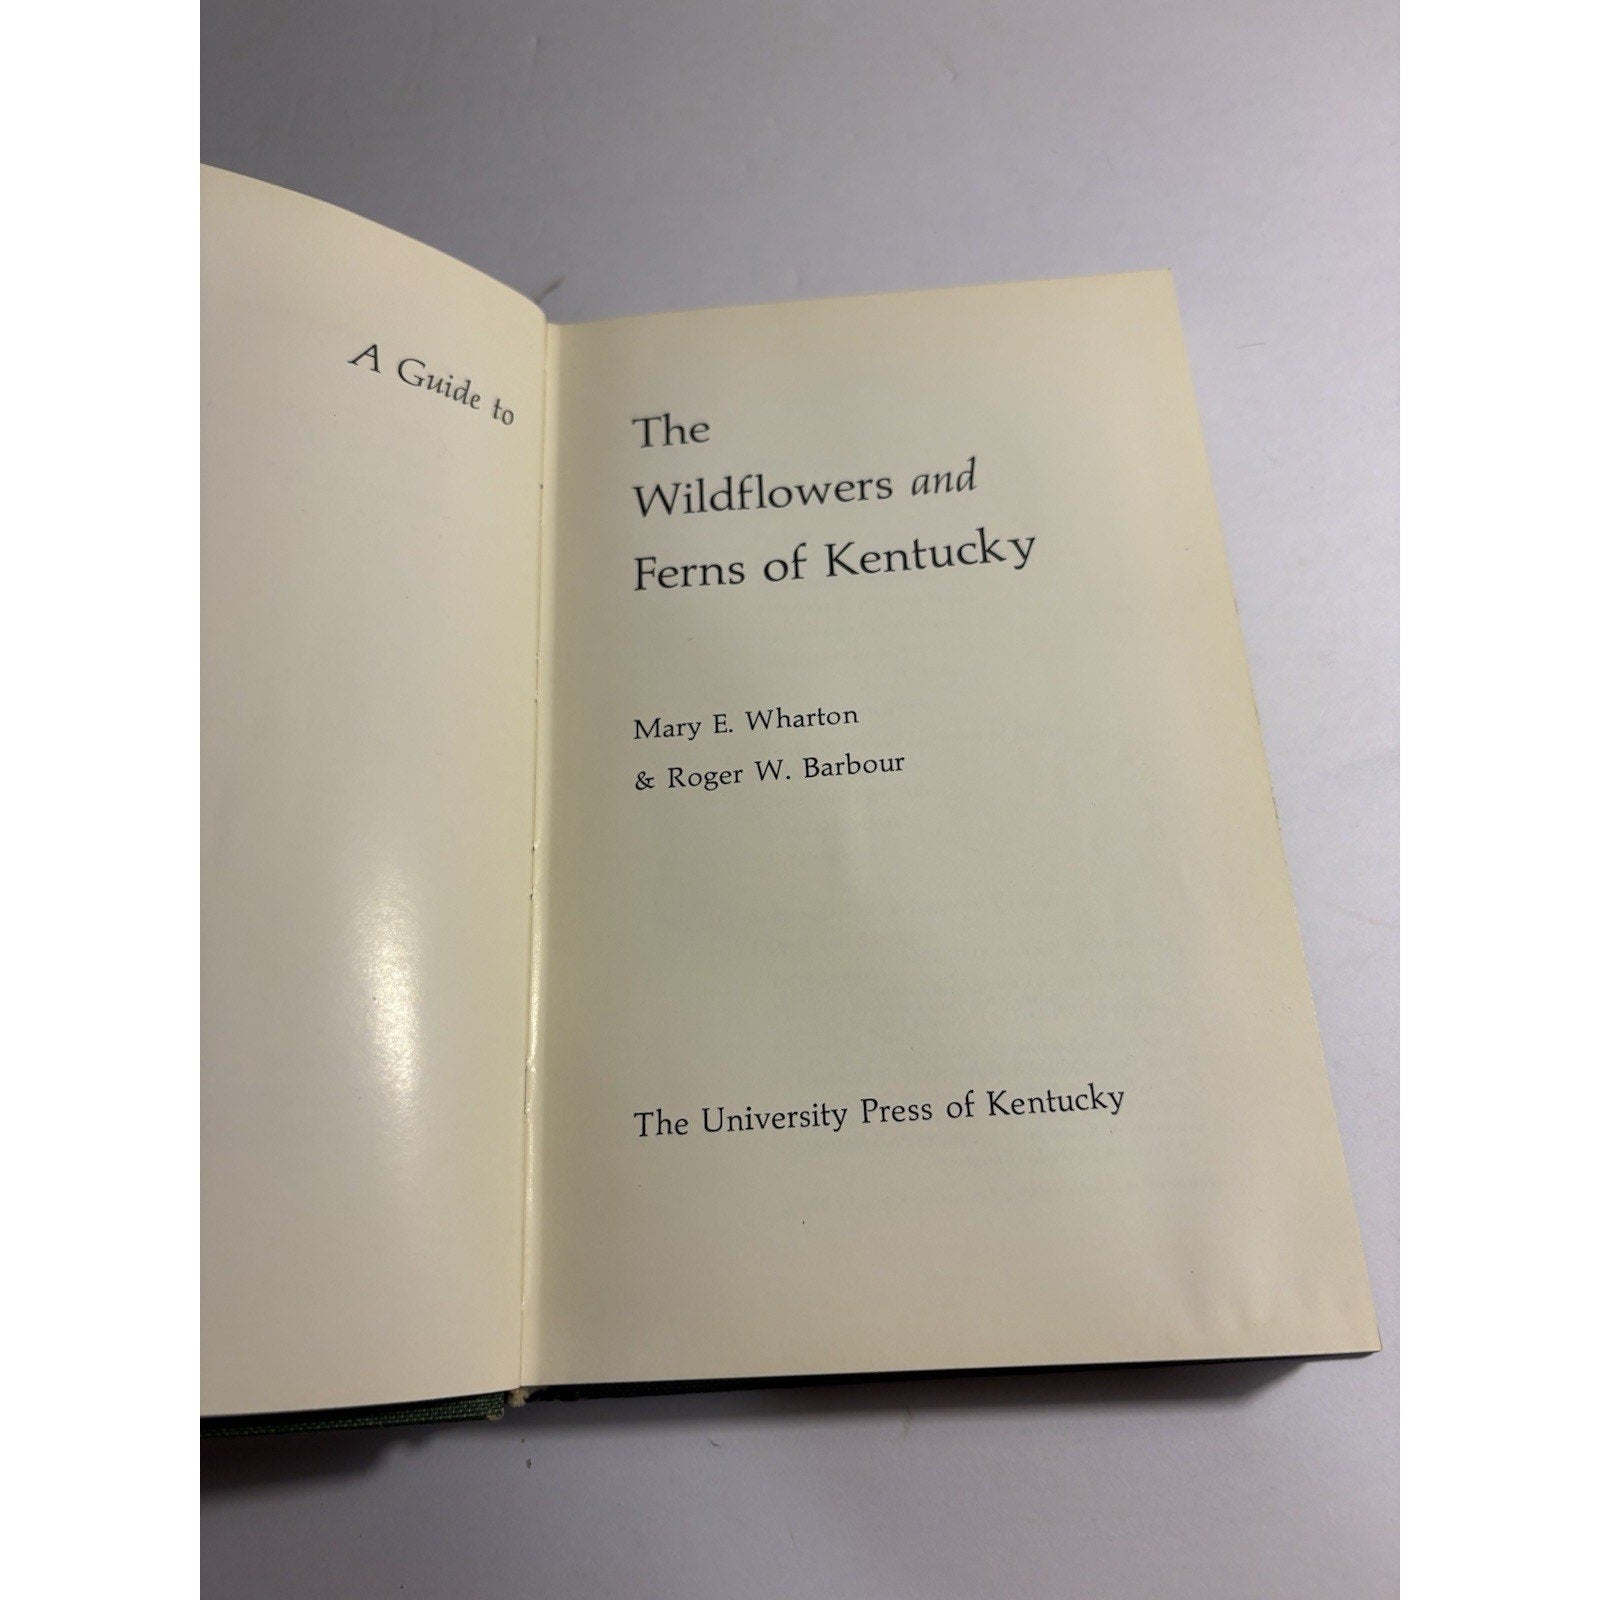 A Guide to
The
Wildflowers and
Ferns of Kentucky
Mary E. Wharton
& Roger W. Barbour
The University Press of Kentucky